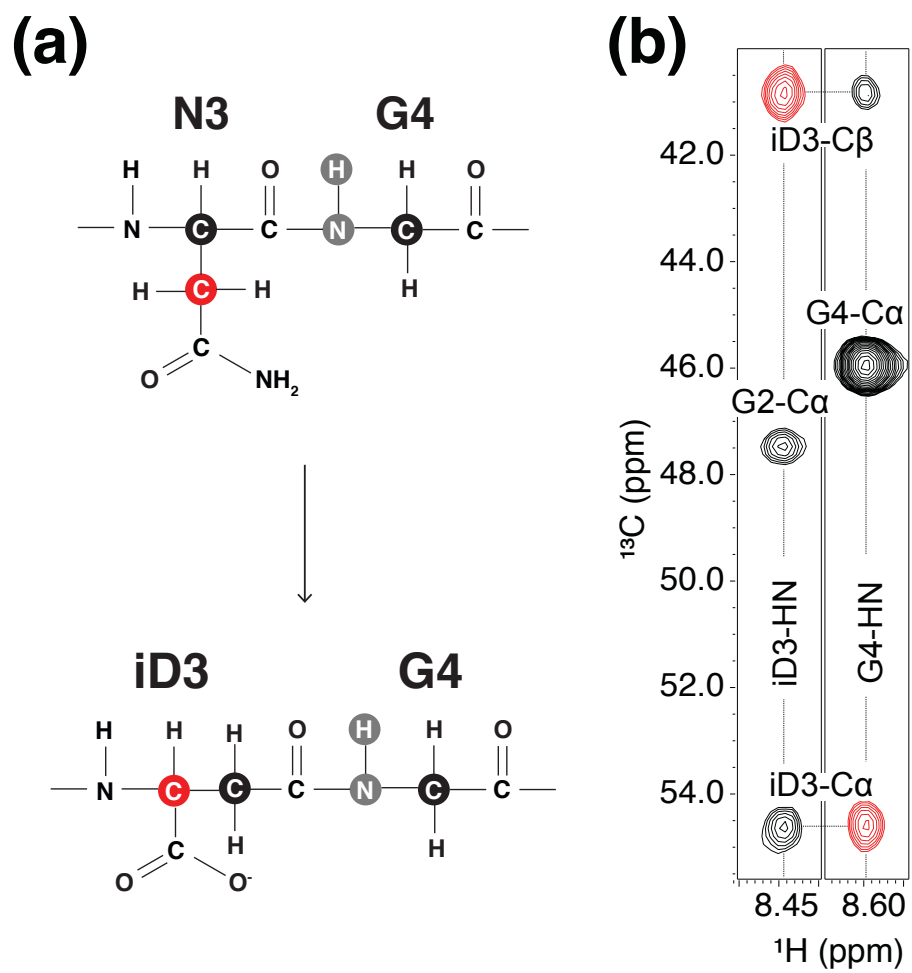 (a)
N3 G4
H H O H H O
N C C N C C
H C H
H
C
O NH₂
iD3 G4
H H H O H H O
N C C C N C C
H
C
H
O O⁻
(b)
iD3-Cβ
42.0
44.0
G4-Cα
46.0
G2-Cα
48.0
50.0
52.0
54.0
¹³C (ppm)
iD3-HN
G4-HN
iD3-Cα
8.45 8.60
¹H (ppm)